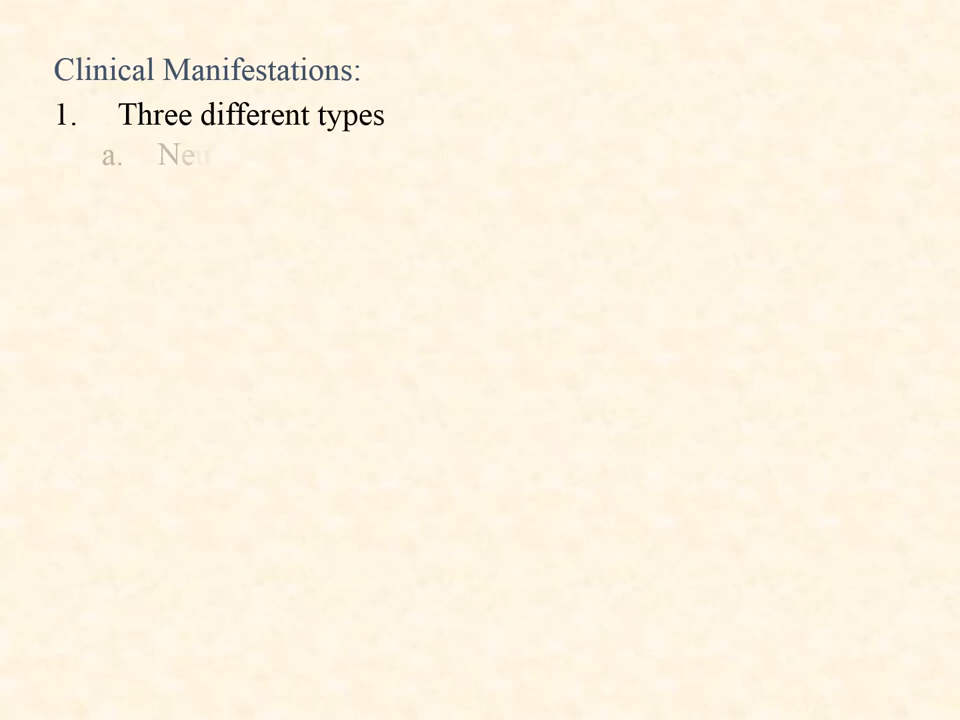 Clinical Manifestations:
1. Three different types
a. Neu